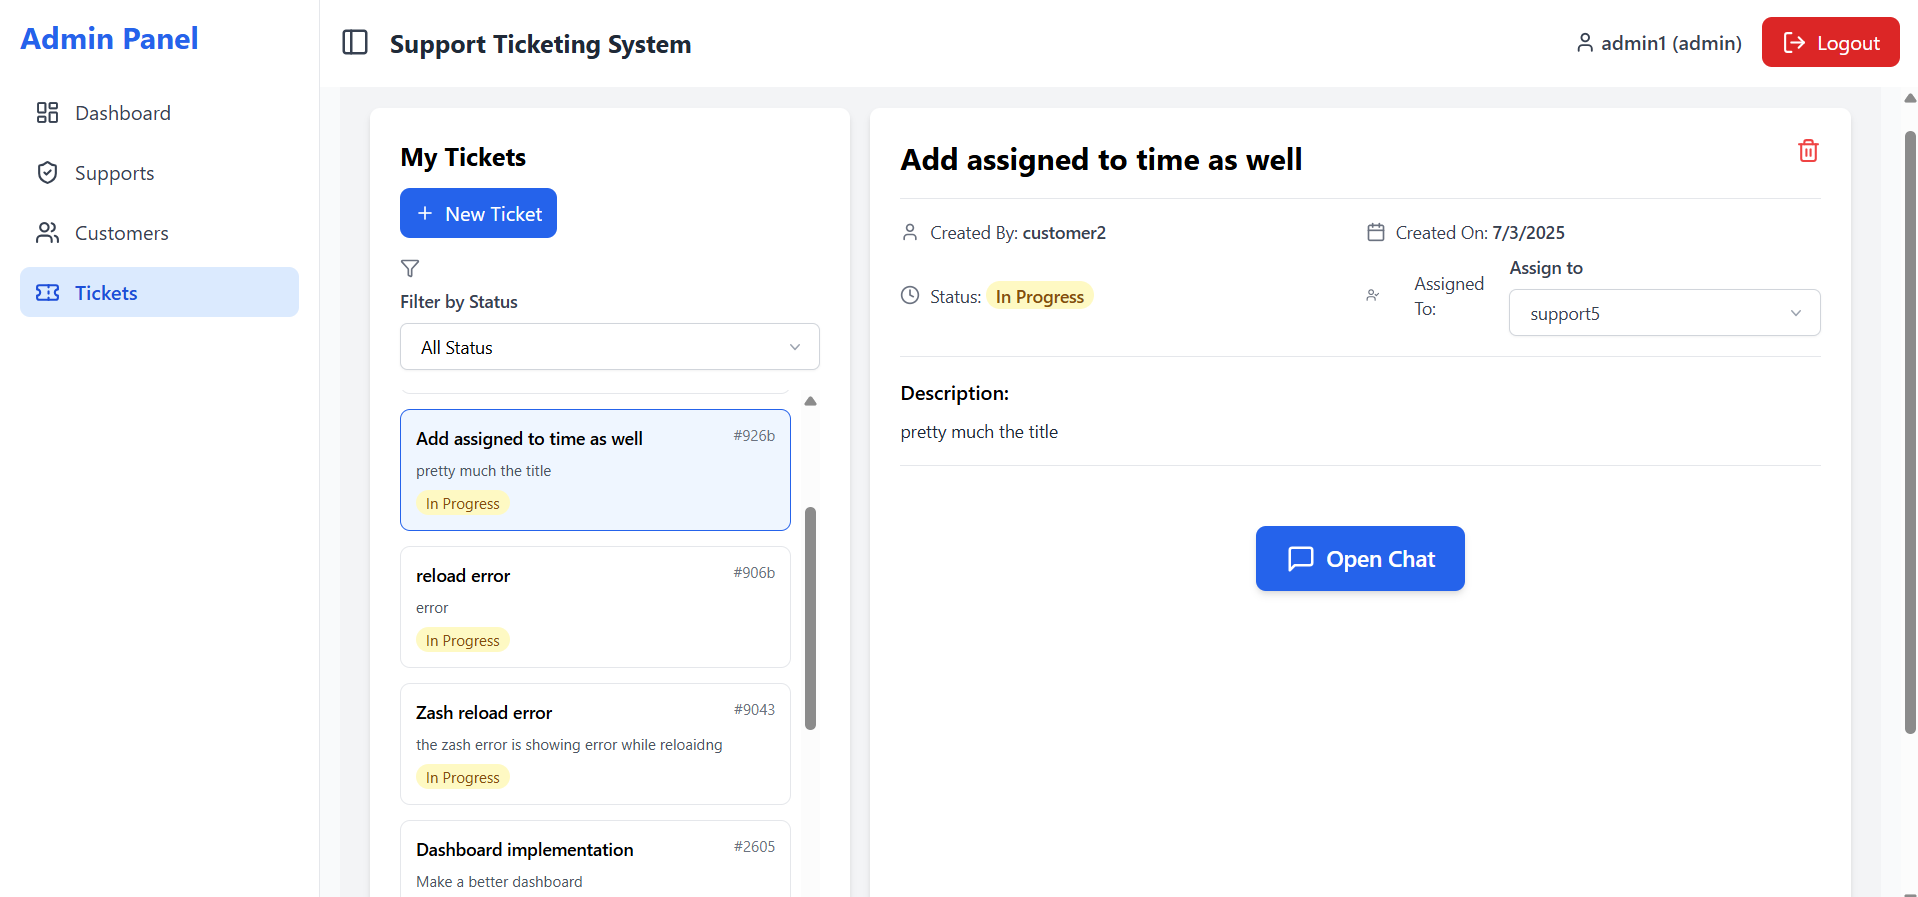 Admin Panel
Dashboard
Supports
Customers
Tickets
Support Ticketing System
admin1 (admin)
Logout
My Tickets
New Ticket
Filter by Status
All Status
Add assigned to time as well
#926b
pretty much the title
In Progress
reload error
#906b
error
In Progress
Zash reload error
#9043
the zash error is showing error while reloaidng
In Progress
Dashboard implementation
#2605
Make a better dashboard
Add assigned to time as well
Created By: customer2
Created On: 7/3/2025
Status: In Progress
Assigned
To:
Assign to
support5
Description:
pretty much the title
Open Chat